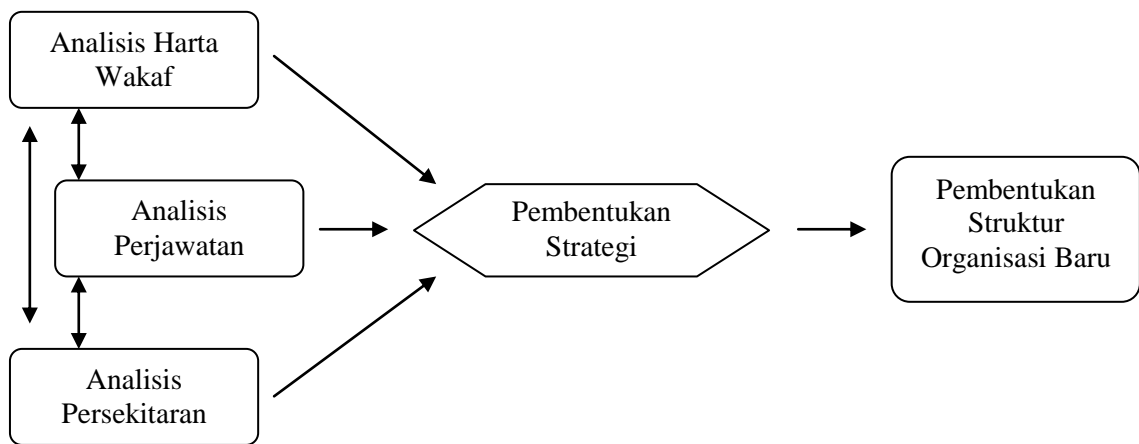 Analisis Harta
Wakaf
Analisis
Perjawatan
Analisis
Persekitaran
Pembentukan
Strategi
Pembentukan
Struktur
Organisasi Baru